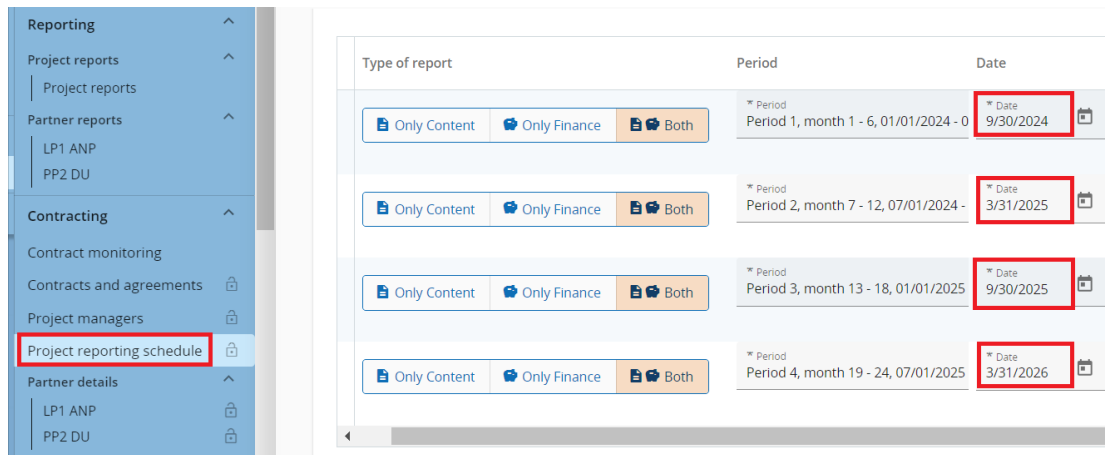 Reporting
Project reports
Project reports
Partner reports
LP1 ANP
PP2 DU
Contracting
Contract monitoring
Contracts and agreements
Project managers
Project reporting schedule
Partner details
LP1 ANP
PP2 DU
Type of report Period Date
* Period * Date
Only Content Only Finance Both Period 1, month 1 - 6, 01/01/2024 - 0 9/30/2024
* Period * Date
Only Content Only Finance Both Period 2, month 7 - 12, 07/01/2024 - 3/31/2025
* Period * Date
Only Content Only Finance Both Period 3, month 13 - 18, 01/01/2025 9/30/2025
* Period * Date
Only Content Only Finance Both Period 4, month 19 - 24, 07/01/2025 3/31/2026